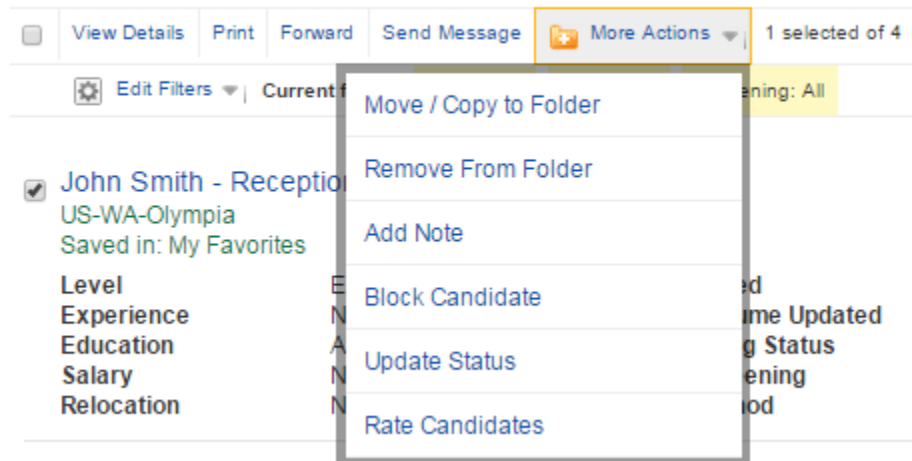 View Details Print Forward Send Message More Actions 1 selected of 4
Edit Filters Current ening: All
Move / Copy to Folder
Remove From Folder
Add Note
Block Candidate
Update Status
Rate Candidates
John Smith - Receptio
US-WA-Olympia
Saved in: My Favorites
Level E d
Experience N ume Updated
Education A g Status
Salary N ening
Relocation N od